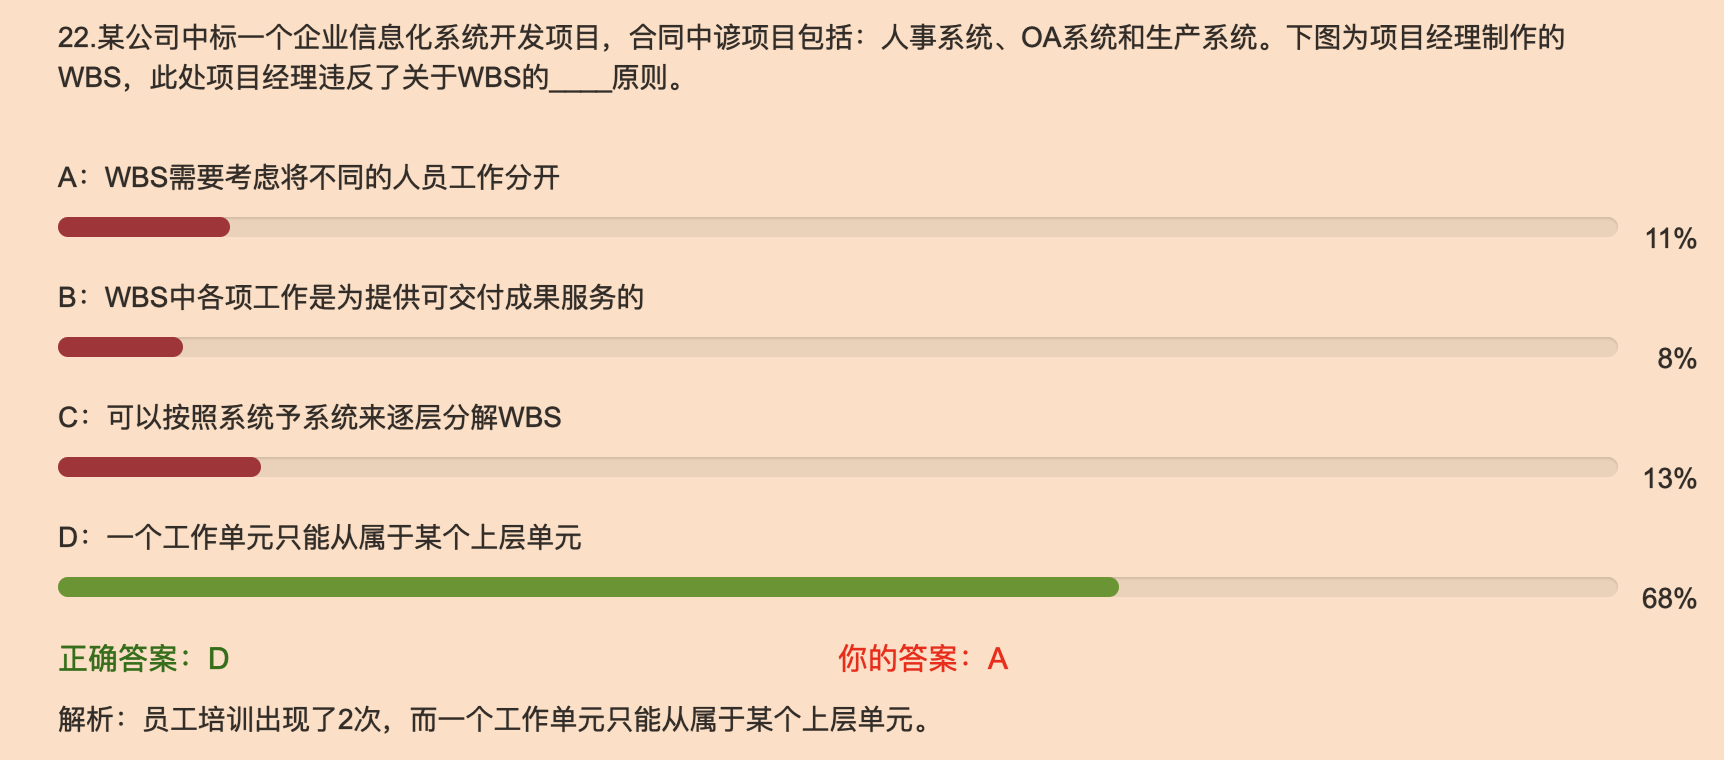 22.某公司中标一个企业信息化系统开发项目，合同中谚项目包括：人事系统、OA系统和生产系统。下图为项目经理制作的
WBS，此处项目经理违反了关于WBS的____原则。
A：WBS需要考虑将不同的人员工作分开
11%
B：WBS中各项工作是为提供可交付成果服务的
8%
C：可以按照系统予系统来逐层分解WBS
13%
D：一个工作单元只能从属于某个上层单元
68%
正确答案：D
你的答案：A
解析：员工培训出现了2次，而一个工作单元只能从属于某个上层单元。